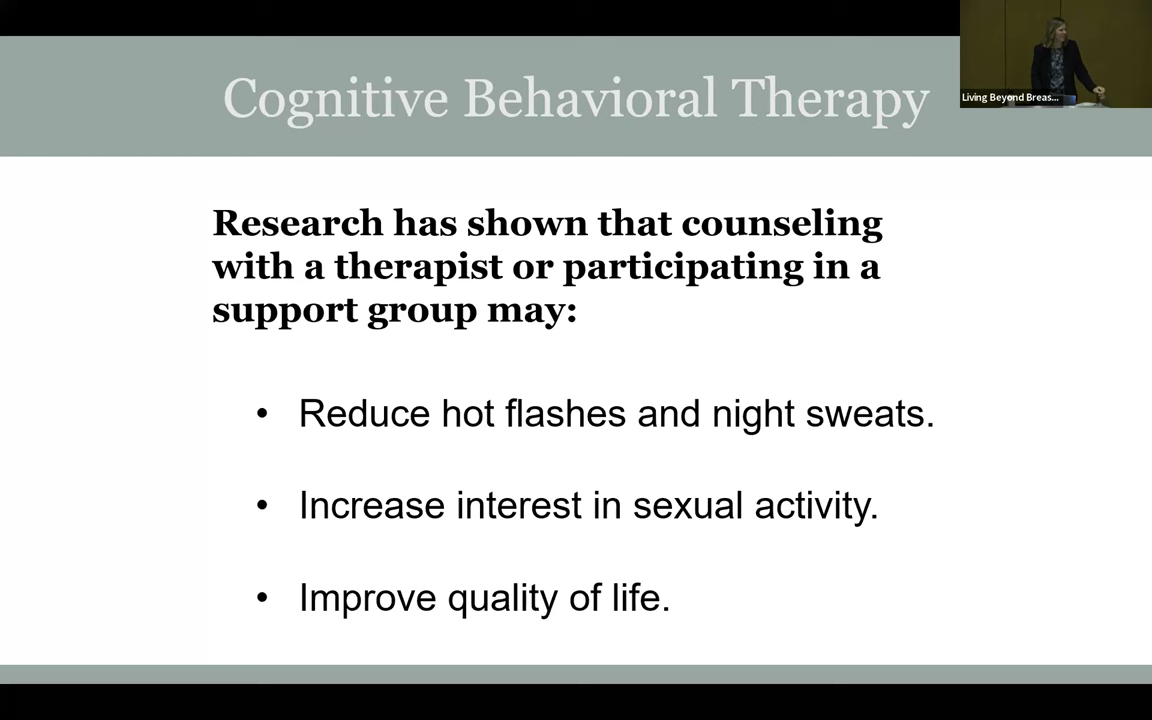 Cognitive Behavioral Therapy
Living Beyond Breas...
Research has shown that counseling
with a therapist or participating in a
support group may:
• Reduce hot flashes and night sweats.
• Increase interest in sexual activity.
• Improve quality of life.